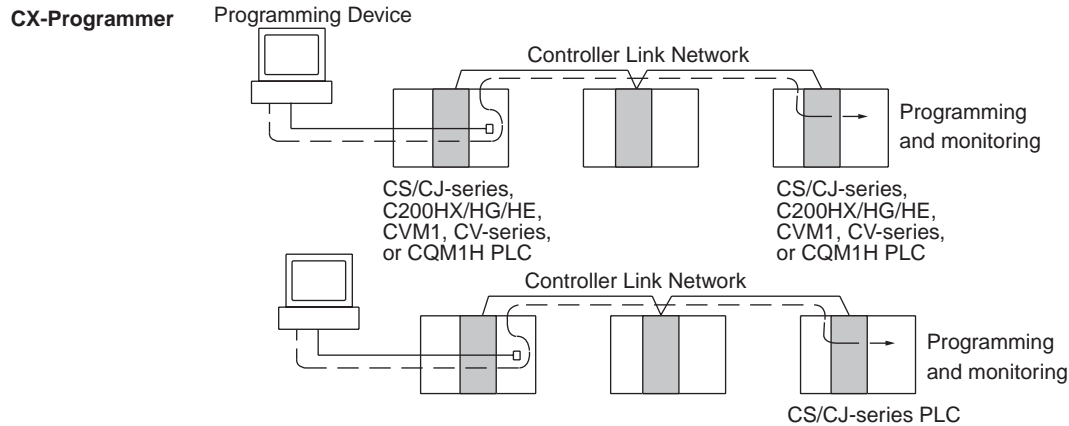 CX-Programmer
Programming Device
Controller Link Network
Programming
and monitoring
CS/CJ-series,
C200HX/HG/HE,
CVM1, CV-series,
or CQM1H PLC
CS/CJ-series,
C200HX/HG/HE,
CVM1, CV-series,
or CQM1H PLC
Controller Link Network
Programming
and monitoring
CS/CJ-series PLC